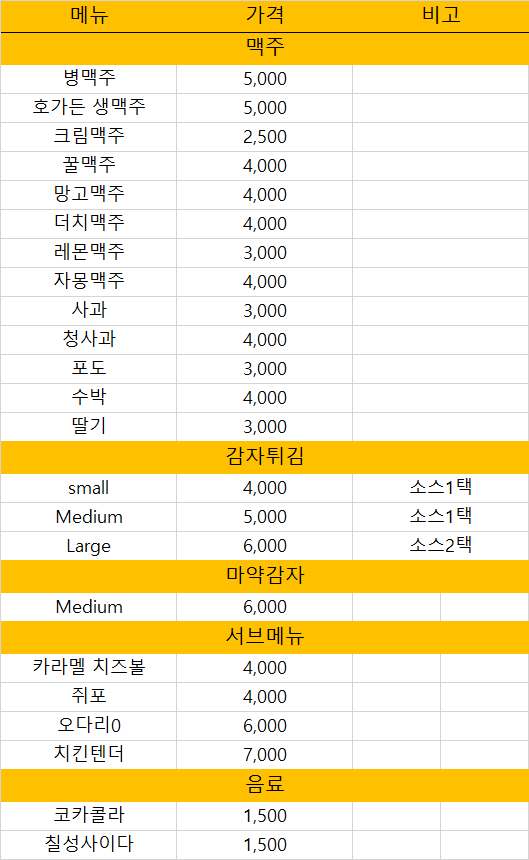 메뉴 가격 비고
맥주
병맥주 5,000
호가든 생맥주 5,000
크림맥주 2,500
꿀맥주 4,000
망고맥주 4,000
더치맥주 4,000
레몬맥주 3,000
자몽맥주 4,000
사과 3,000
청사과 4,000
포도 3,000
수박 4,000
딸기 3,000
감자튀김
small 4,000 소스1택
Medium 5,000 소스1택
Large 6,000 소스2택
마약감자
Medium 6,000
서브메뉴
카라멜 치즈볼 4,000
쥐포 4,000
오다리0 6,000
치킨텐더 7,000
음료
코카콜라 1,500
칠성사이다 1,500